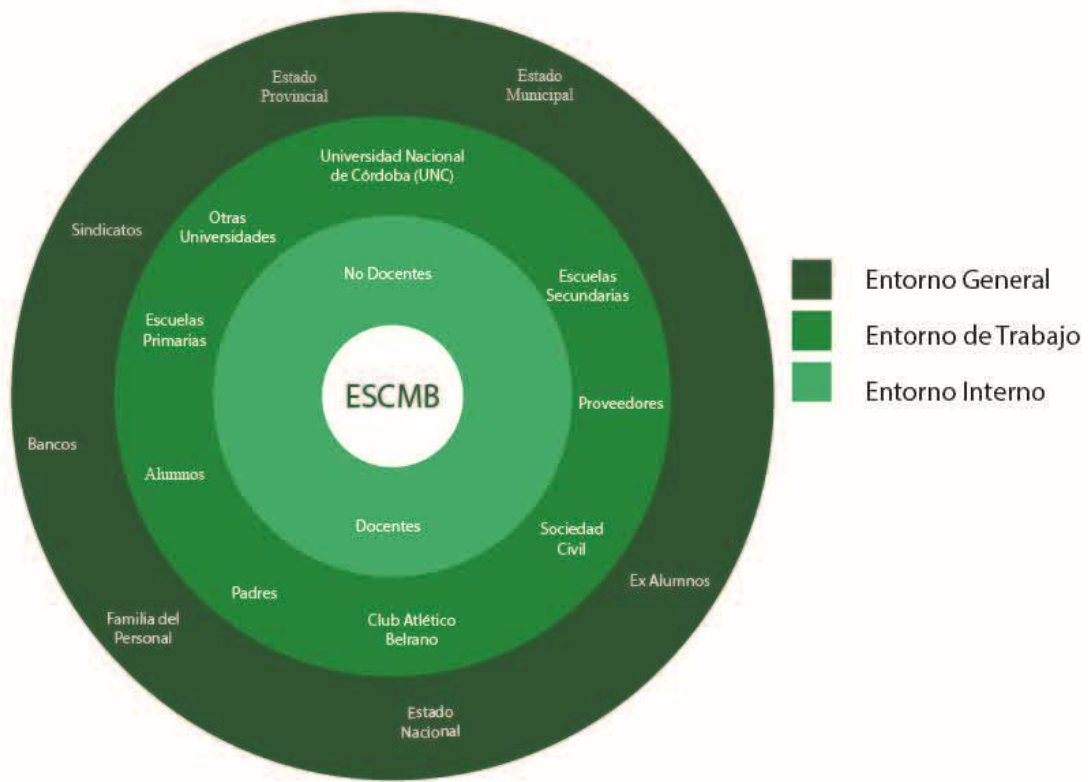 Estado
Provincial
Estado
Municipal
Universidad Nacional
de Córdoba (UNC)
Sindicatos
Otras
Universidades
No Docentes
Escuelas
Secundarias
Escuelas
Primarias
ESCMB
Proveedores
Bancos
Alumnos
Docentes
Sociedad
Civil
Padres
Ex Alumnos
Familia del
Personal
Club Atlético
Belrano
Estado
Nacional
Entorno General
Entorno de Trabajo
Entorno Interno